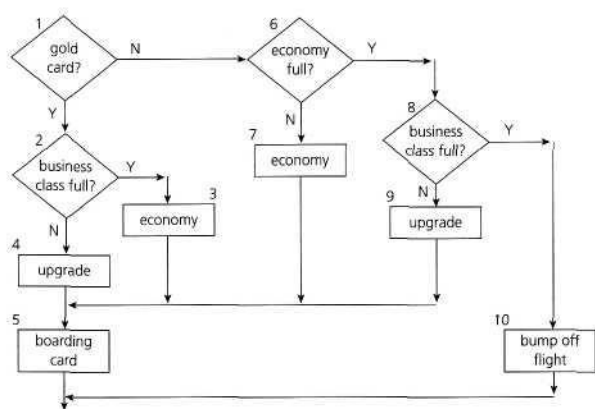 1
gold
card?
N
6
economy
full?
Y
Y
N
2
business
class full?
Y
7
economy
8
business
class full?
Y
3
economy
N
9
upgrade
N
4
upgrade
5
boarding
card
10
bump off
flight